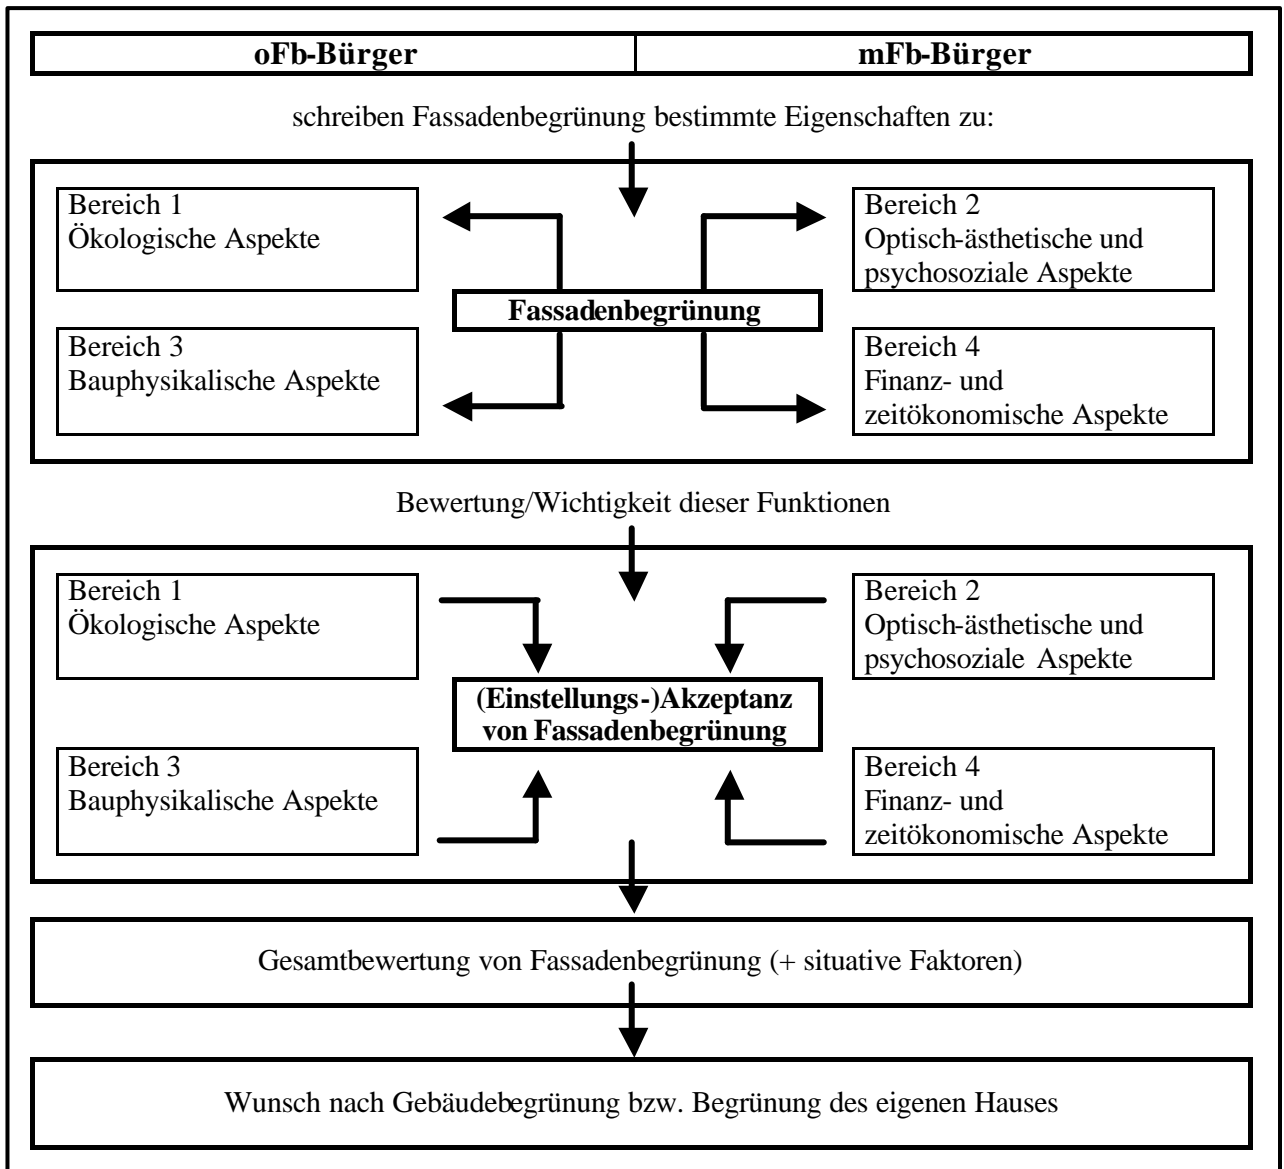 oFb-Bürger
mFb-Bürger
schreiben Fassadenbegrünung bestimmte Eigenschaften zu:
Bereich 1
Ökologische Aspekte
Bereich 2
Optisch-ästhetische und
psychosoziale Aspekte
Fassadenbegrünung
Bereich 3
Bauphysikalische Aspekte
Bereich 4
Finanz- und
zeitökonomische Aspekte
Bewertung/Wichtigkeit dieser Funktionen
Bereich 1
Ökologische Aspekte
Bereich 2
Optisch-ästhetische und
psychosoziale Aspekte
(Einstellungs-)Akzeptanz
von Fassadenbegrünung
Bereich 3
Bauphysikalische Aspekte
Bereich 4
Finanz- und
zeitökonomische Aspekte
Gesamtbewertung von Fassadenbegrünung (+ situative Faktoren)
Wunsch nach Gebäudebegrünung bzw. Begrünung des eigenen Hauses